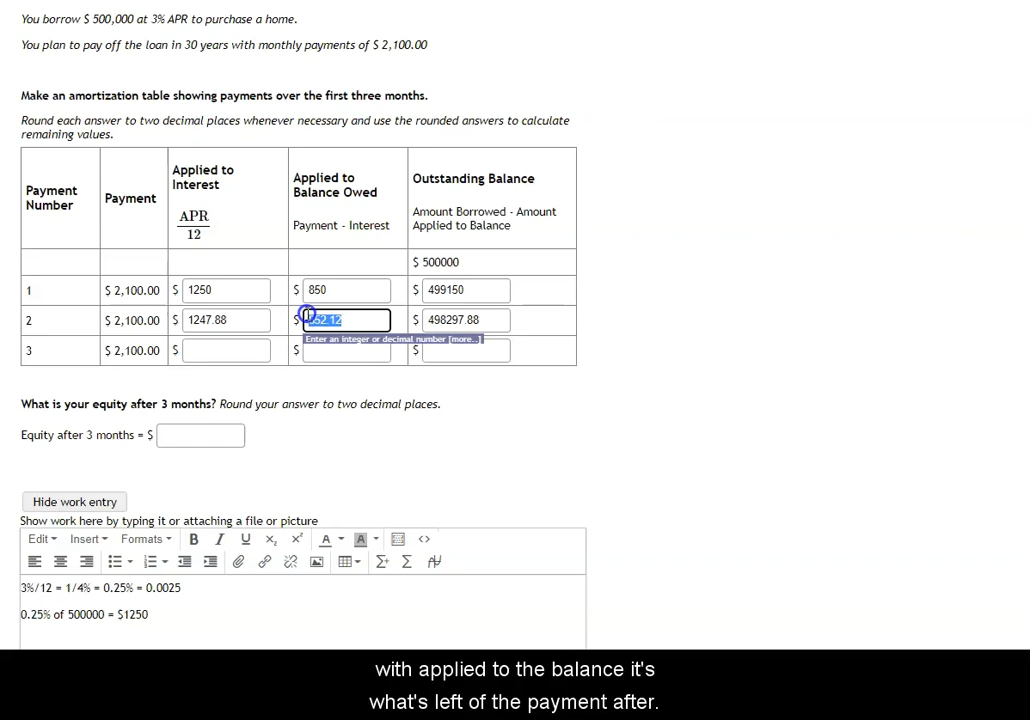 You borrow $ 500,000 at 3% APR to purchase a home.
You plan to pay off the loan in 30 years with monthly payments of $ 2,100.00
Make an amortization table showing payments over the first three months.
Round each answer to two decimal places whenever necessary and use the rounded answers to calculate
remaining values.
Payment Number
Payment
Applied to Interest
APR
12
Applied to Balance Owed
Payment - Interest
Outstanding Balance
Amount Borrowed - Amount Applied to Balance
$ 500000
1 $ 2,100.00 $ 1250 $ 850 $ 499150
2 $ 2,100.00 $ 1247.88 $ 52.12 $ 498297.88
Enter an integer or decimal number [more..]
3 $ 2,100.00 $ $ $
What is your equity after 3 months? Round your answer to two decimal places.
Equity after 3 months = $
Hide work entry
Show work here by typing it or attaching a file or picture
Edit Insert Formats B I U x₂ x² A A <>
3%/12 = 1/4% = 0.25% = 0.0025
0.25% of 500000 = $1250
with applied to the balance it's
what's left of the payment after.